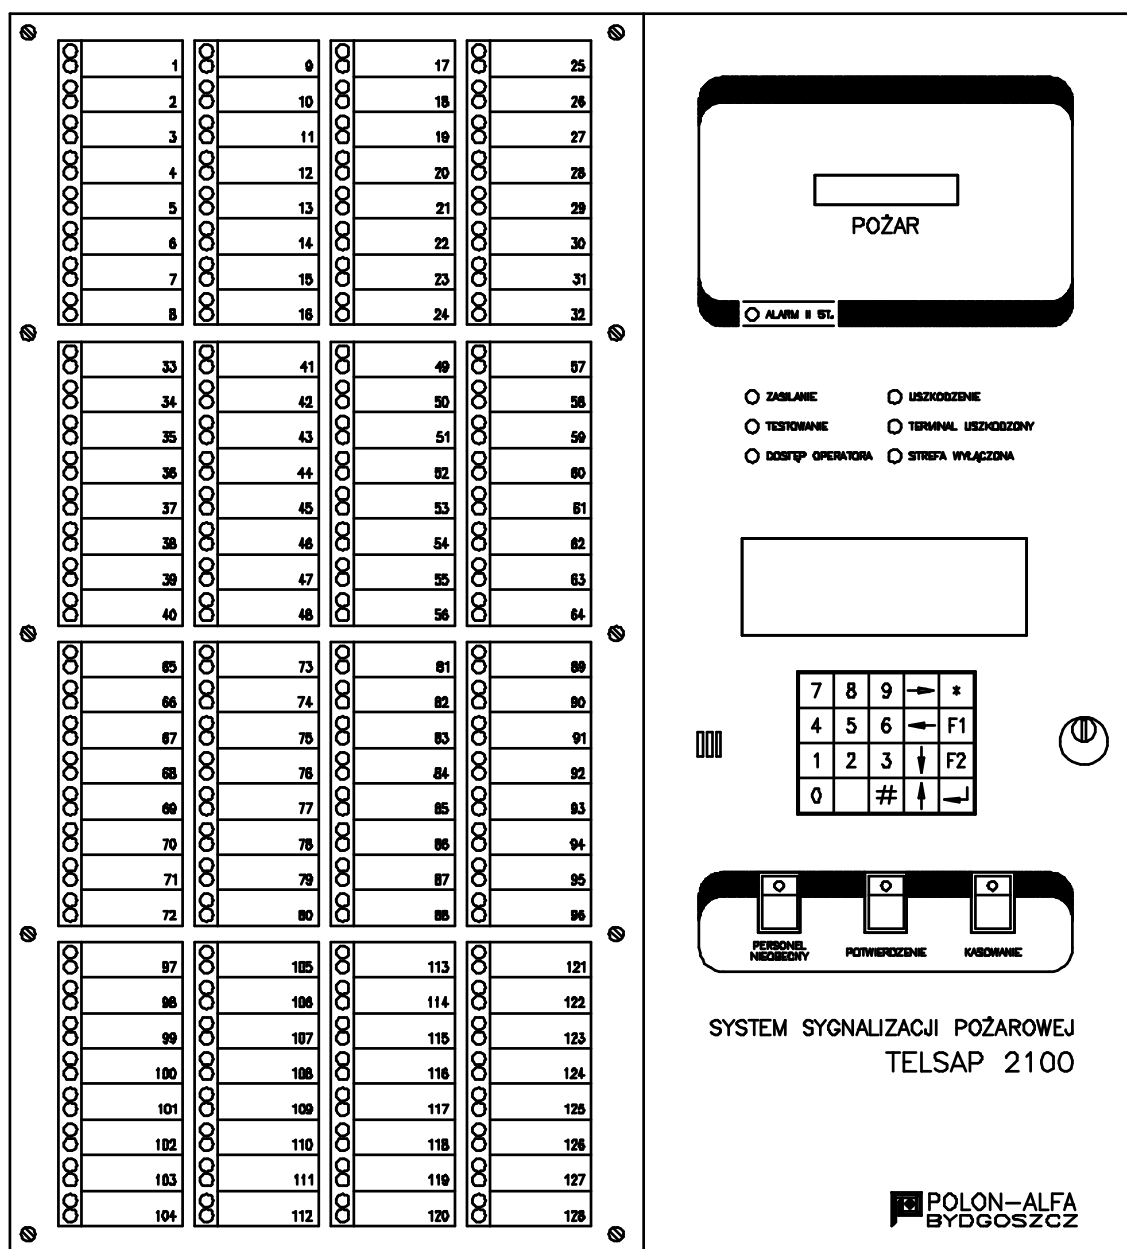 1 9 17 25
2 10 18 26
3 11 19 27
4 12 20 28
5 13 21 29
6 14 22 30
7 15 23 31
8 16 24 32
33 41 49 57
34 42 50 58
35 43 51 59
36 44 52 60
37 45 53 61
38 46 54 62
39 47 55 63
40 48 56 64
65 73 81 89
66 74 82 90
67 75 83 91
68 76 84 92
69 77 85 93
70 78 86 94
71 79 87 95
72 80 88 96
97 105 113 121
98 106 114 122
99 107 115 123
100 108 116 124
101 109 117 125
102 110 118 126
103 111 119 127
104 112 120 128
POŻAR
ALARM II ST.
ZASILANIE USZKODZENIE
TESTOWANIE TERMINAL USZKODZONY
DOSTĘP OPERATORA STREFA WYŁĄCZONA
7 8 9 → *
4 5 6 ← F1
1 2 3 ↓ F2
0 # ↑ ↵
PERSONEL
NIEOBECNY
POTWIERDZENIE
KASOWANIE
SYSTEM SYGNALIZACJI POŻAROWEJ
TELSAP 2100
POLON-ALFA
BYDGOSZCZ